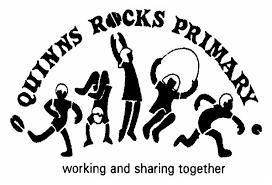 QUINNS ROCKS PRIMARY
working and sharing together